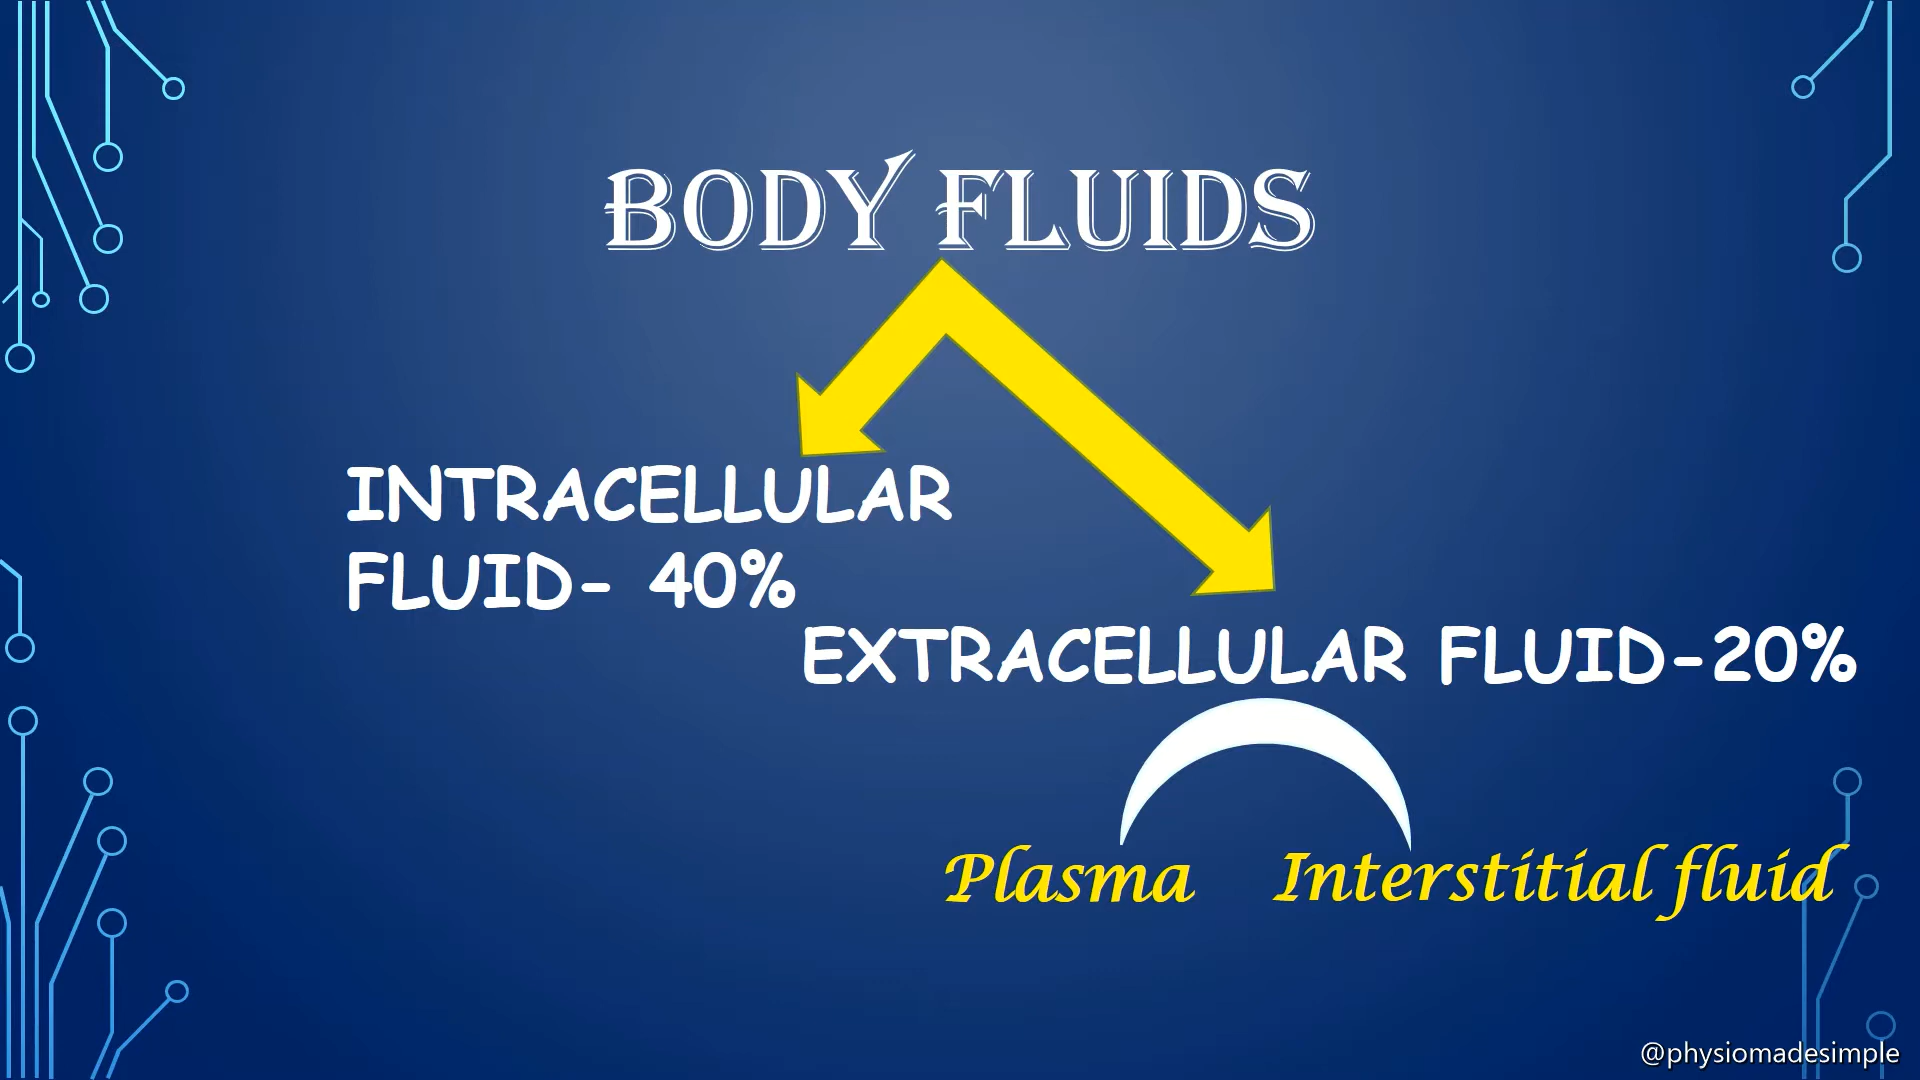 BODY FLUIDS
INTRACELLULAR
FLUID- 40%
EXTRACELLULAR FLUID-20%
Plasma
Interstitial fluid
@physiomadesimple